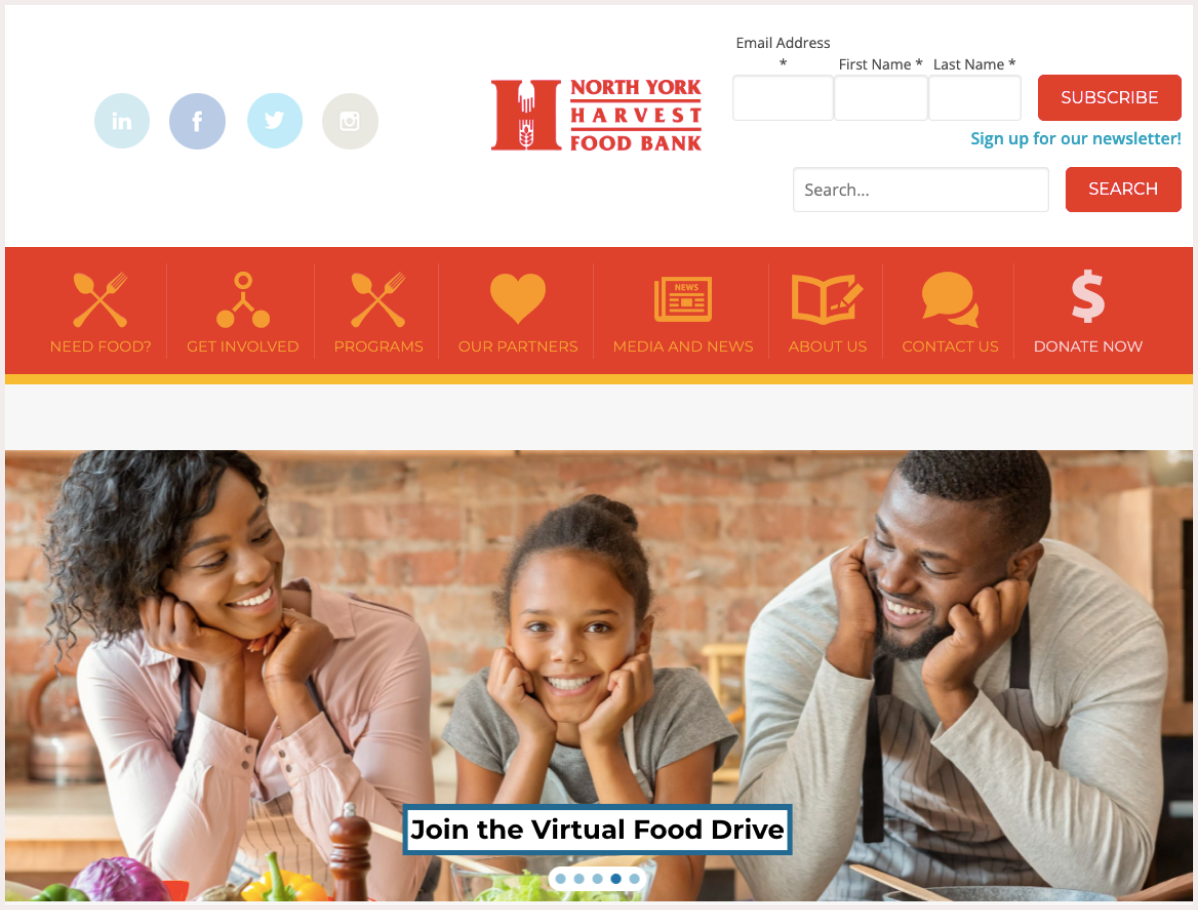 Email Address
*
First Name *
Last Name *
SUBSCRIBE
in
f
NORTH YORK
HARVEST
FOOD BANK
Sign up for our newsletter!
Search...
SEARCH
NEWS
$
NEED FOOD?
GET INVOLVED
PROGRAMS
OUR PARTNERS
MEDIA AND NEWS
ABOUT US
CONTACT US
DONATE NOW
Join the Virtual Food Drive